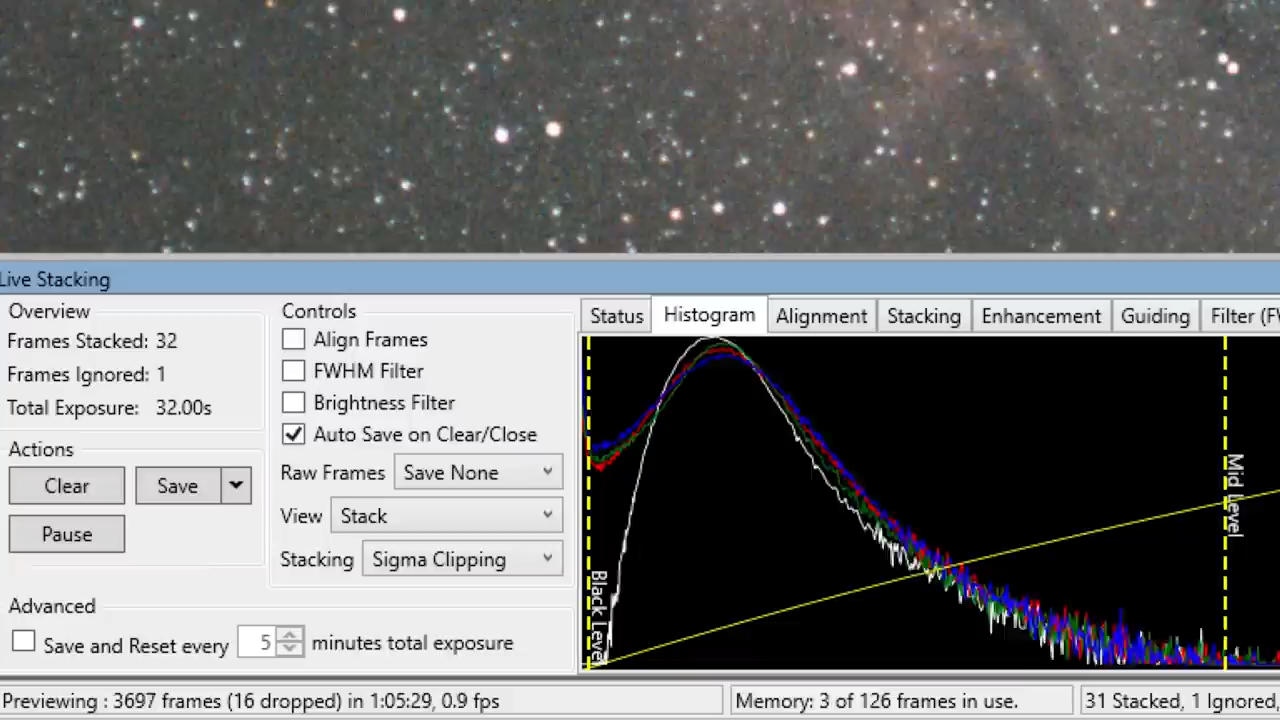 Live Stacking
Overview
Frames Stacked: 32
Frames Ignored: 1
Total Exposure: 32.00s
Actions
Clear
Save
Pause
Controls
Align Frames
FWHM Filter
Brightness Filter
Auto Save on Clear/Close
Raw Frames Save None
View Stack
Stacking Sigma Clipping
Advanced
Save and Reset every 5 minutes total exposure
Status Histogram Alignment Stacking Enhancement Guiding Filter (FW
Black Level
Mid Level
Previewing : 3697 frames (16 dropped) in 1:05:29, 0.9 fps
Memory: 3 of 126 frames in use.
31 Stacked, 1 Ignored,